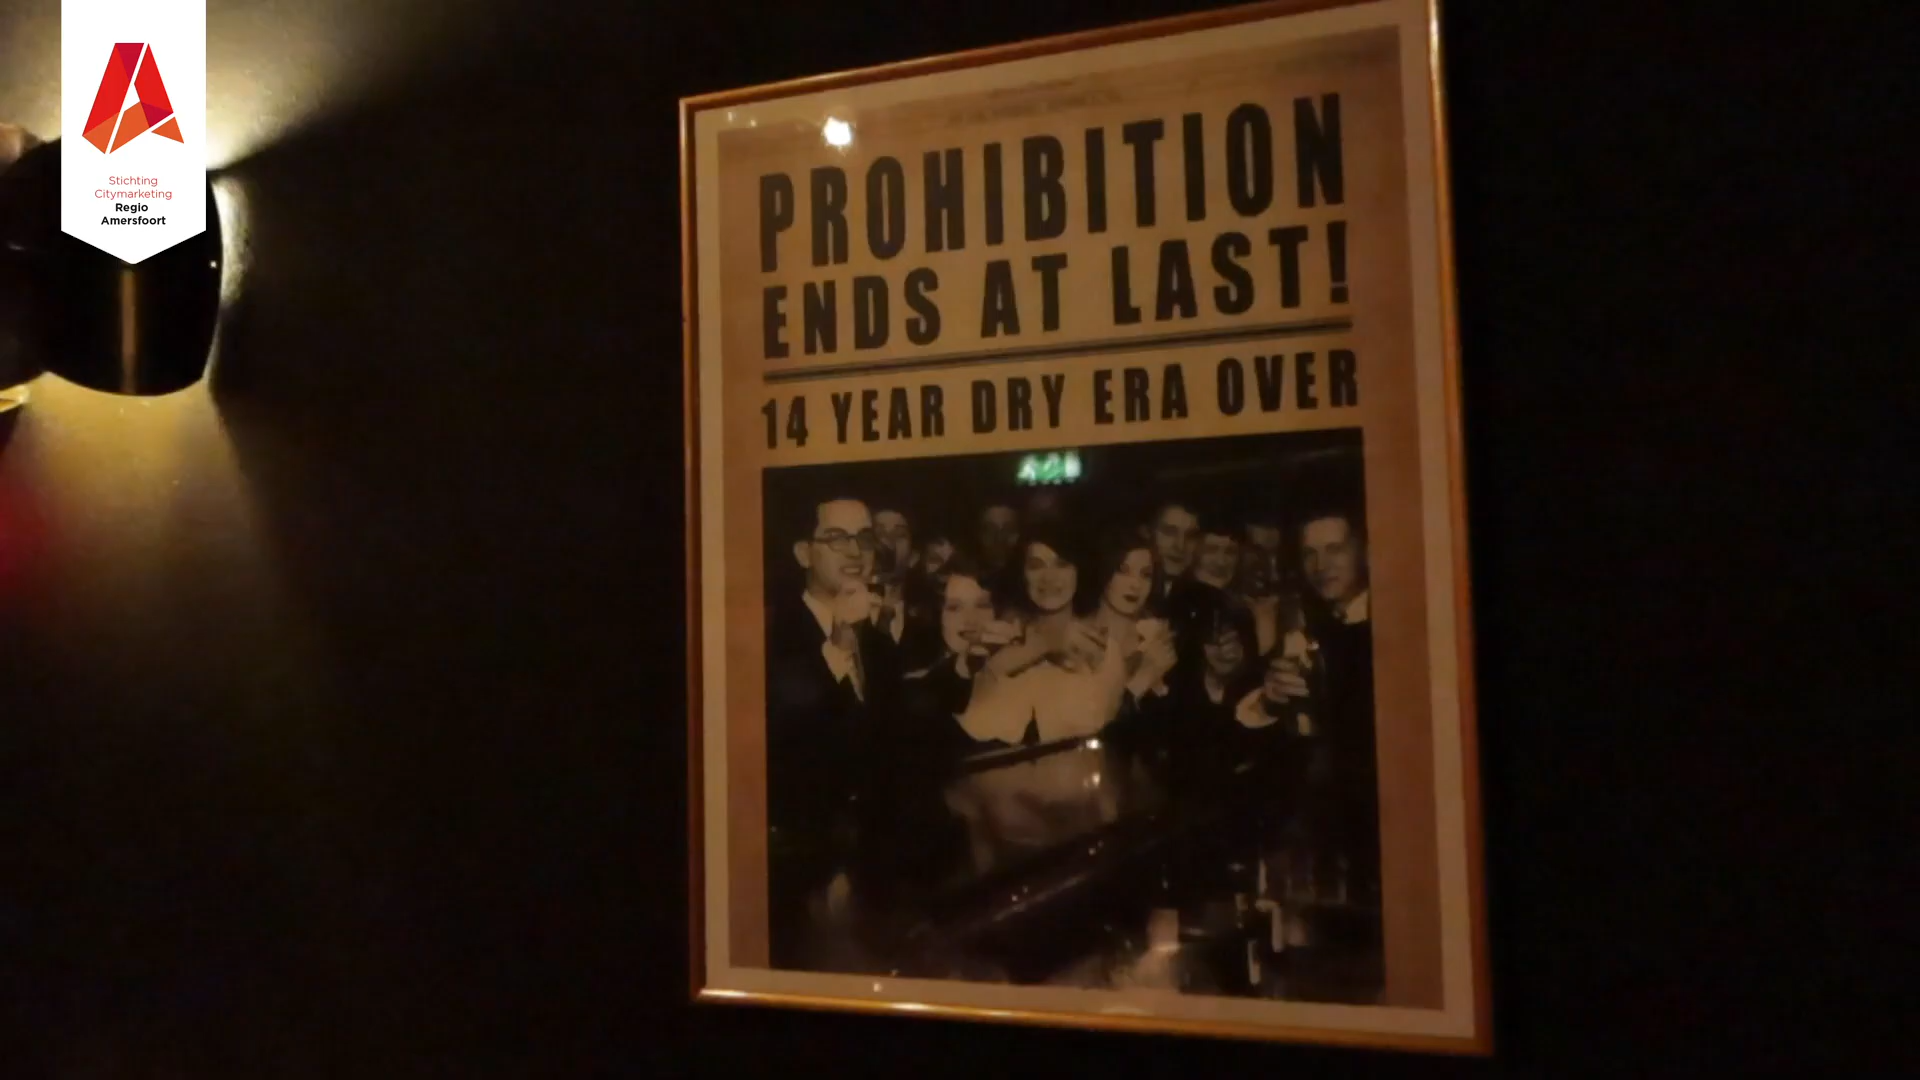 Stichting
Citymarketing
Regio
Amersfoort
PROHIBITION
ENDS AT LAST!
14 YEAR DRY ERA OVER